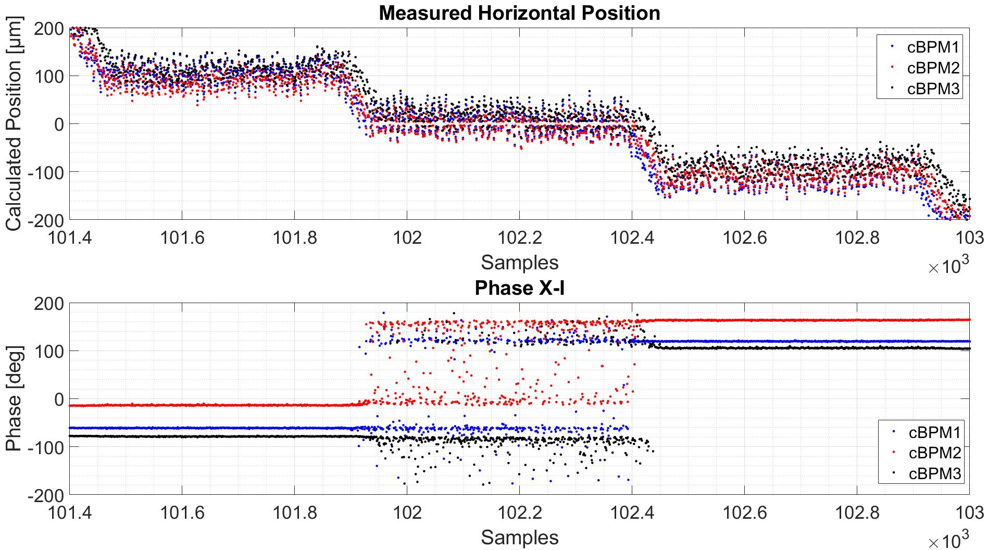 Measured Horizontal Position
Calculated Position [μm]
200
100
0
-100
-200
cBPM1
cBPM2
cBPM3
101.4 101.6 101.8 102 102.2 102.4 102.6 102.8 103
Samples
×10³
Phase X-I
Phase [deg]
200
100
0
-100
-200
cBPM1
cBPM2
cBPM3
101.4 101.6 101.8 102 102.2 102.4 102.6 102.8 103
Samples
×10³